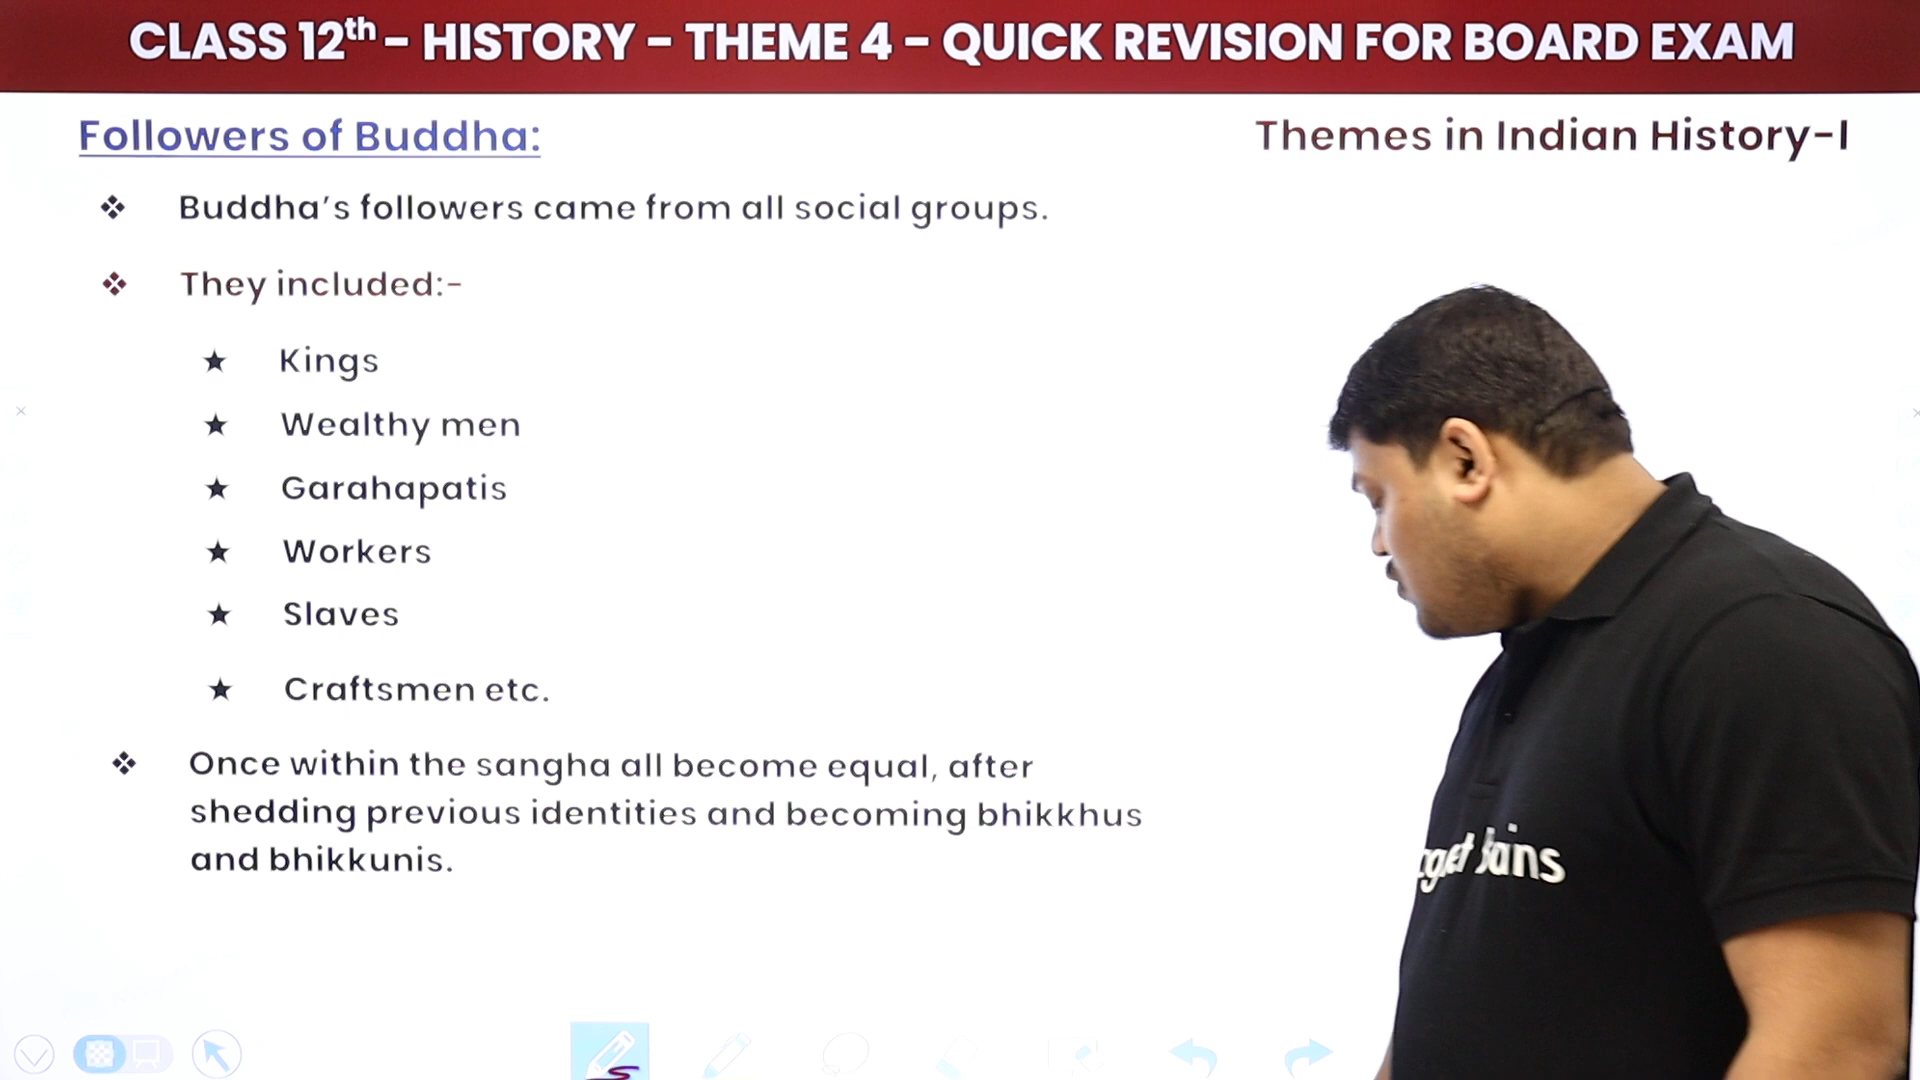 CLASS 12th - HISTORY - THEME 4 - QUICK REVISION FOR BOARD EXAM
Followers of Buddha:
Themes in Indian History-I
❖ Buddha's followers came from all social groups.
❖ They included:-
★ Kings
★ Wealthy men
★ Garahapatis
★ Workers
★ Slaves
★ Craftsmen etc.
❖ Once within the sangha all become equal, after
shedding previous identities and becoming bhikkhus
and bhikkunis.